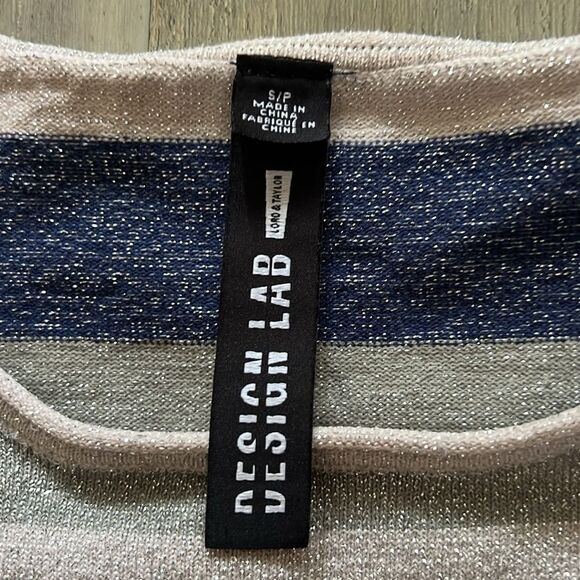 S/P
MADE IN
CHINA
FABRIQUÉ EN
CHINE
LORD & TAYLOR
DESIGN LAB